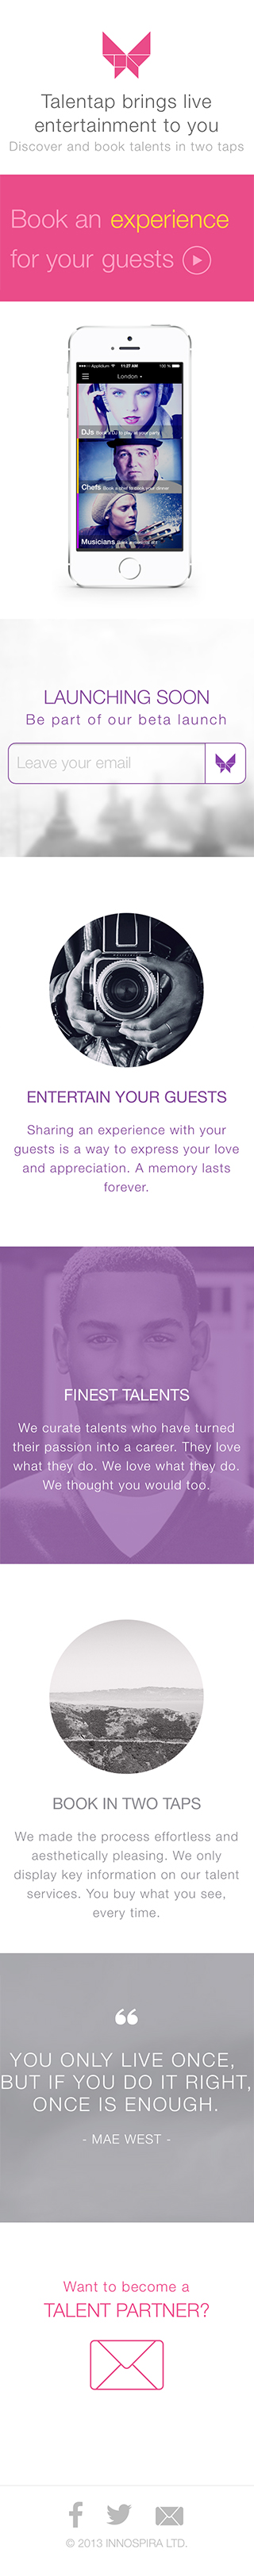 Talentap brings live
entertainment to you
Discover and book talents in two taps
Book an experience
for your guests
11:27 AM
100 %
London
DJs
Chefs
Musicians
LAUNCHING SOON
Be part of our beta launch
Leave your email
ENTERTAIN YOUR GUESTS
Sharing an experience with your
guests is a way to express your love
and appreciation. A memory lasts
forever.
FINEST TALENTS
We curate talents who have turned
their passion into a career. They love
what they do. We love what they do.
We thought you would too.
BOOK IN TWO TAPS
We made the process effortless and
aesthetically pleasing. We only
display key information on our talent
services. You buy what you see,
every time.
“
YOU ONLY LIVE ONCE,
BUT IF YOU DO IT RIGHT,
ONCE IS ENOUGH.
- MAE WEST -
Want to become a
TALENT PARTNER?
© 2013 INNOSPIRA LTD.